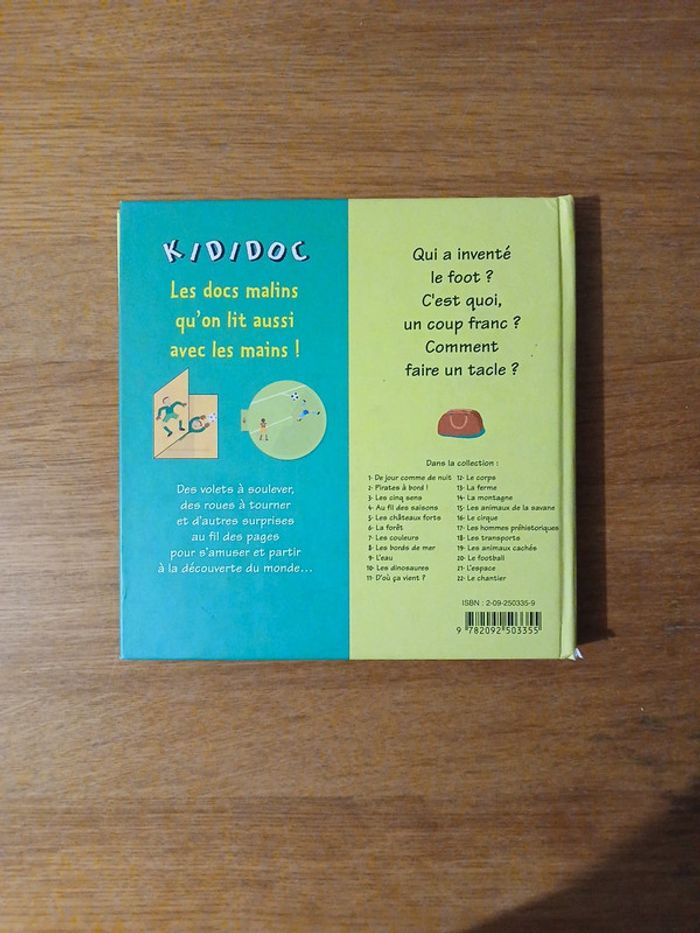 KIDIDOC
Les docs malins
qu'on lit aussi
avec les mains !
Des volets à soulever,
des roues à tourner
et d'autres surprises
au fil des pages
pour s'amuser et partir
à la découverte du monde...
Qui a inventé
le foot ?
C'est quoi,
un coup franc ?
Comment
faire un tacle ?
Dans la collection :
1- De jour comme de nuit
2- Pirates à bord !
3- Les cinq sens
4- Au fil des saisons
5- Les châteaux forts
6- La forêt
7- Les couleurs
8- Les bords de mer
9- L'eau
10- Les dinosaures
11- D'où ça vient ?
12- Le corps
13- La ferme
14- La montagne
15- Les animaux de la savane
16- Le cirque
17- Les hommes préhistoriques
18- Les transports
19- Les animaux cachés
20- Le football
21- L'espace
22- Le chantier
ISBN : 2-09-250335-9
9 782092 503355